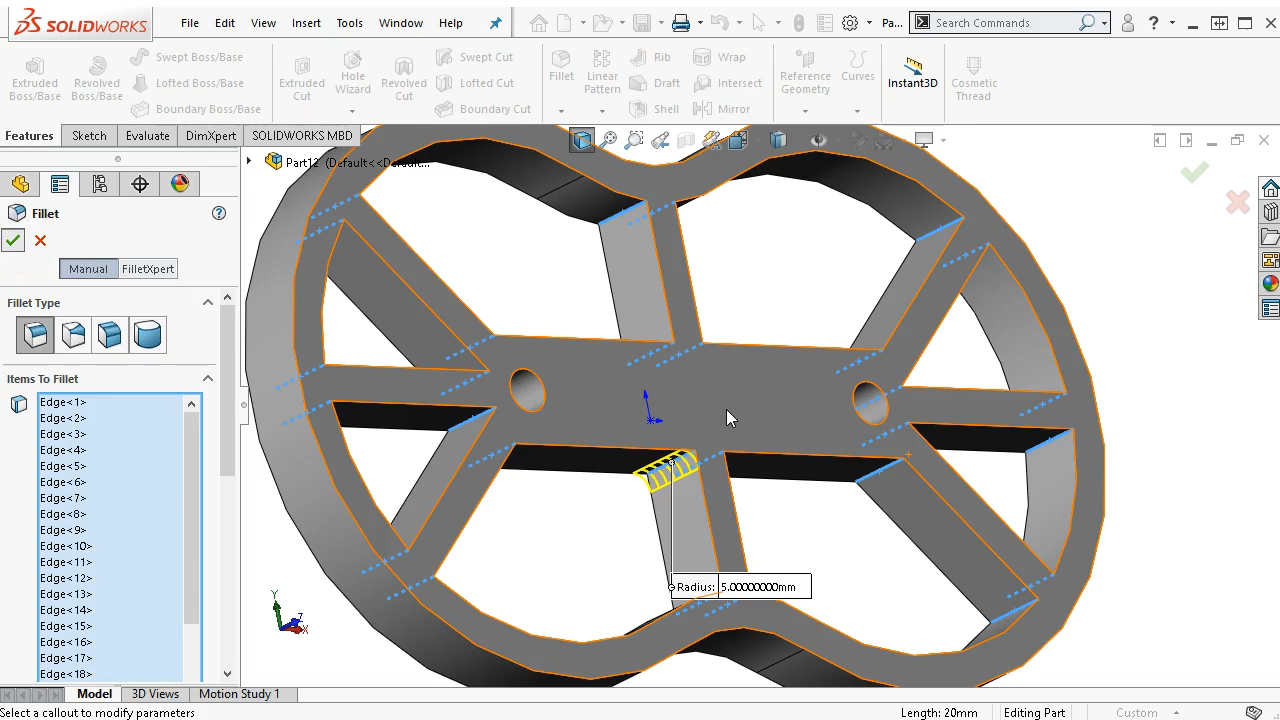 SOLIDWORKS File Edit View Insert Tools Window Help Pa... Search Commands ?
Extruded Boss/Base
Revolved Boss/Base
Swept Boss/Base
Lofted Boss/Base
Boundary Boss/Base
Extruded Cut
Hole Wizard
Revolved Cut
Swept Cut
Lofted Cut
Boundary Cut
Fillet
Linear Pattern
Rib
Draft
Shell
Wrap
Intersect
Mirror
Reference Geometry
Curves
Instant3D
Cosmetic Thread
Features Sketch Evaluate DimXpert SOLIDWORKS MBD
Part12 (Default<<Default...
Fillet ?
Manual FilletXpert
Fillet Type
Items To Fillet
Edge<1>
Edge<2>
Edge<3>
Edge<4>
Edge<5>
Edge<6>
Edge<7>
Edge<8>
Edge<9>
Edge<10>
Edge<11>
Edge<12>
Edge<13>
Edge<14>
Edge<15>
Edge<16>
Edge<17>
Edge<18>
Radius: 5.00000000mm
Y
Z
X
Model 3D Views Motion Study 1
Select a callout to modify parameters Length: 20mm Editing Part Custom